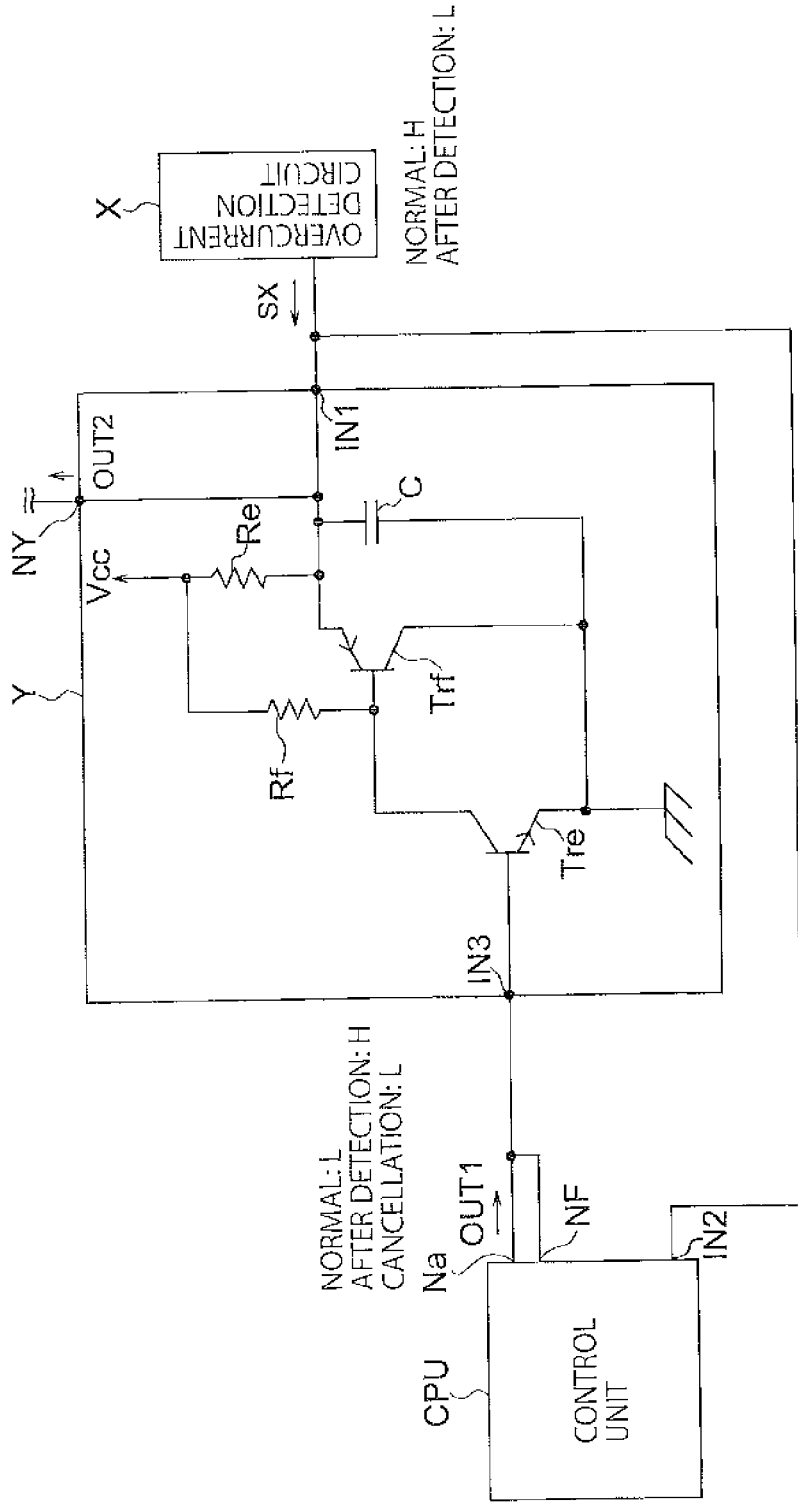 NORMAL: L
AFTER DETECTION: H
CANCELLATION: L
CPU
CONTROL
UNIT
Na
OUT1
NF
IN2
IN3
Y
Rf
Vcc
Re
NY
OUT2
Trf
Tre
C
IN1
SX
X
OVERCURRENT
DETECTION
CIRCUIT
NORMAL: H
AFTER DETECTION: L